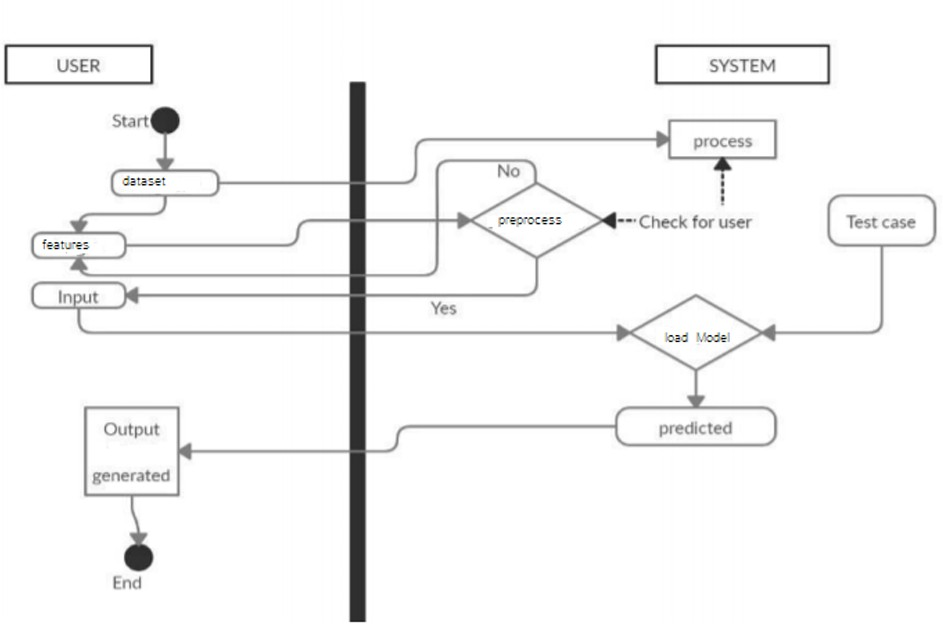 USER
SYSTEM
Start
process
dataset
No
preprocess
Check for user
Test case
features
Input
Yes
load Model
Output
generated
predicted
End